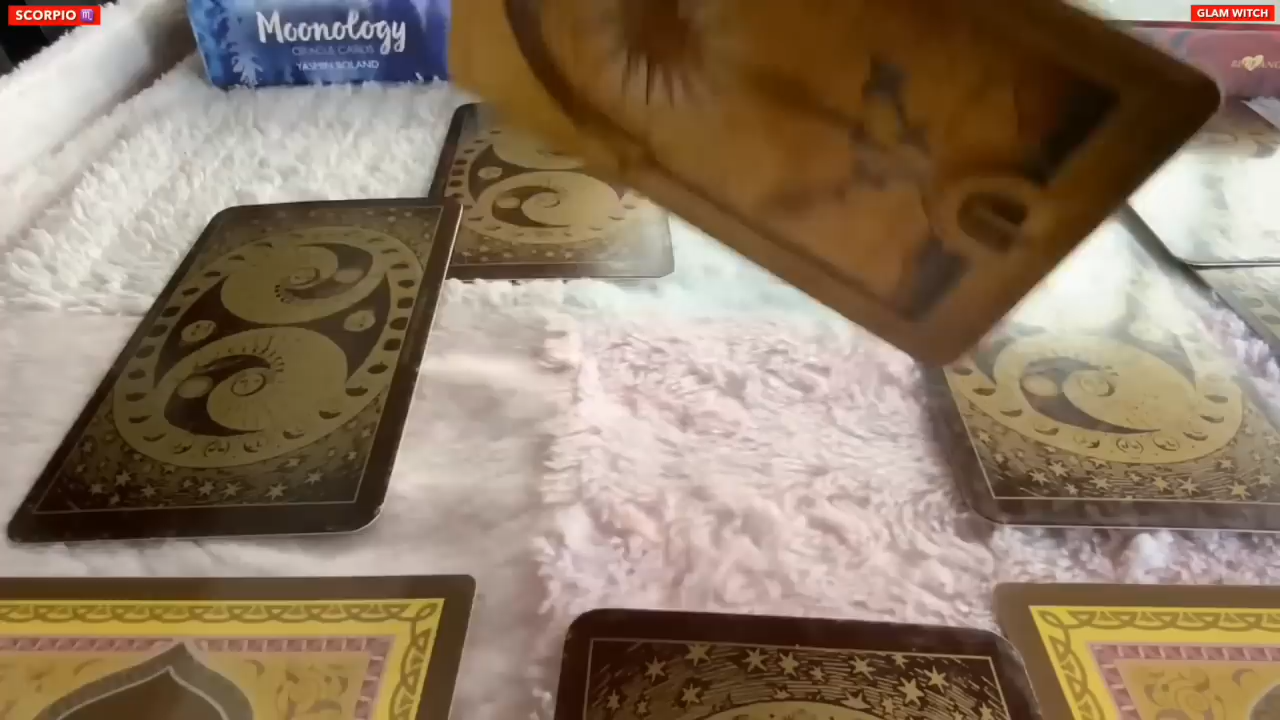 SCORPIO ♏
GLAM WITCH
Moonology
ORACLE CARDS
YASMIN BOLAND